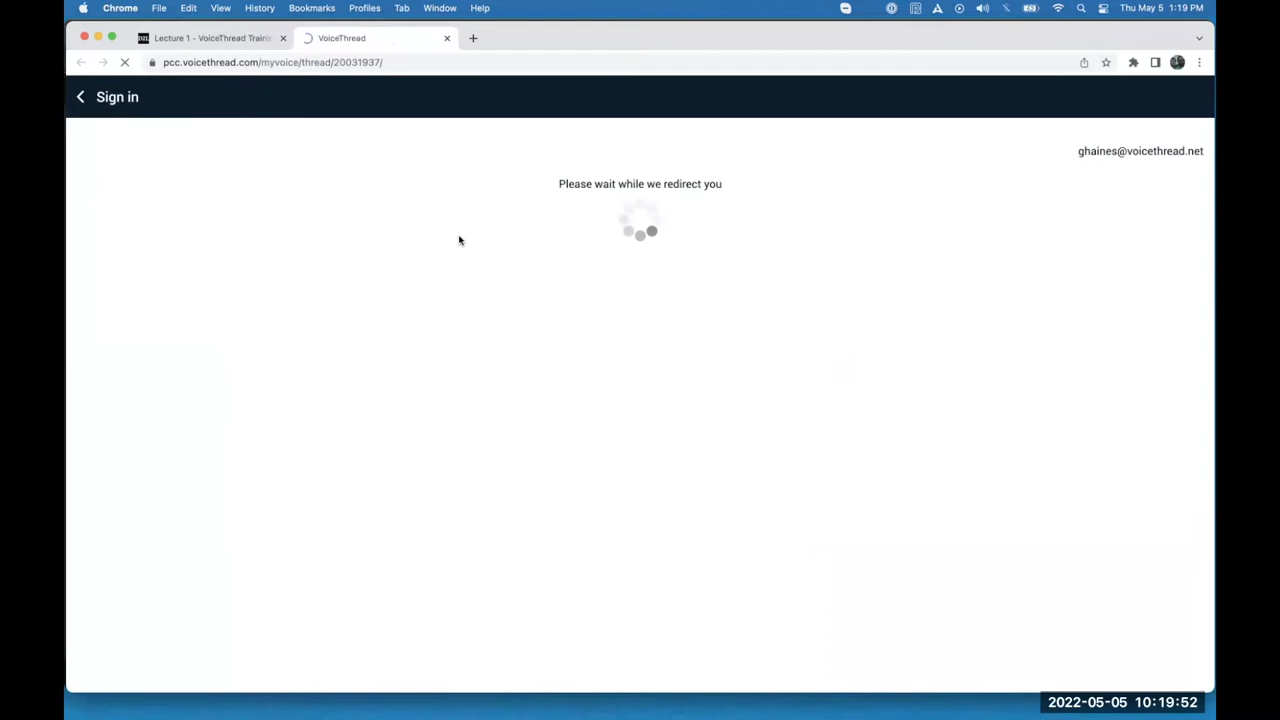 Chrome File Edit View History Bookmarks Profiles Tab Window Help Thu May 5 1:19 PM
D2L Lecture 1 - VoiceThread Traini VoiceThread
pcc.voicethread.com/myvoice/thread/20031937/
Sign in
ghaines@voicethread.net
Please wait while we redirect you
2022-05-05 10:19:52